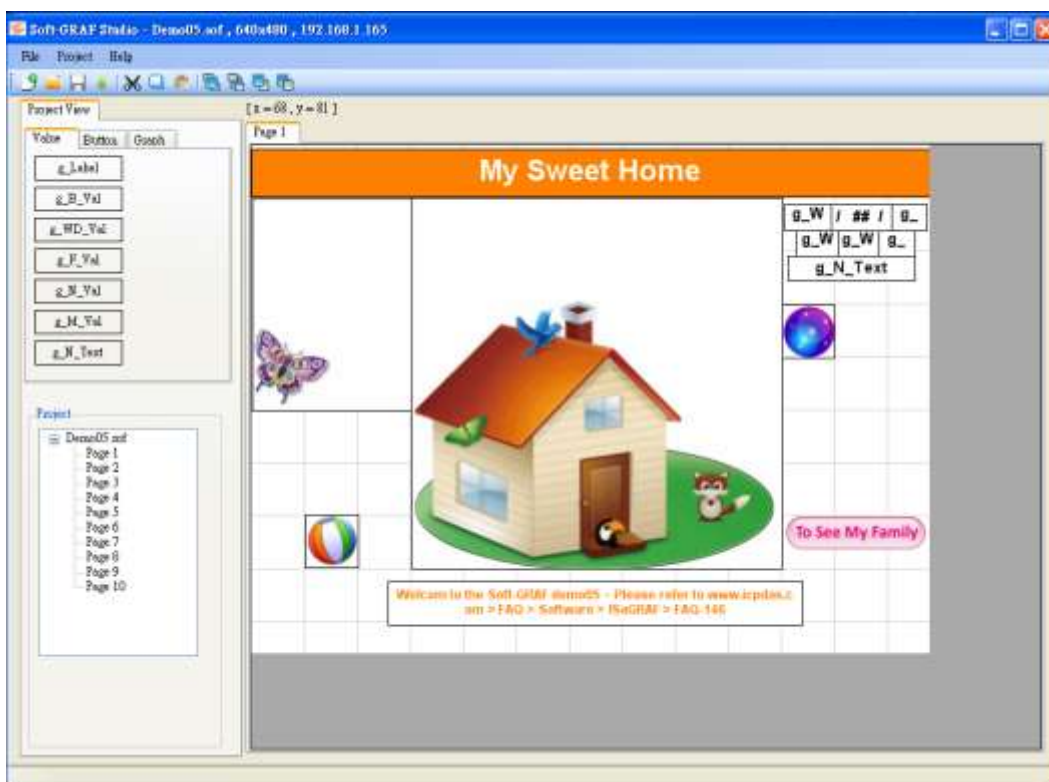 Soft-GRAF Studio - Demo05.sof , 640x480 , 192.168.1.165
File Project Help
Project View
[ x = 68 , y = 81 ]
Value Button Graph
Page 1
g_Label
g_B_Val
g_WD_Val
g_F_Val
g_N_Val
g_M_Val
g_N_Text
My Sweet Home
g_W / ## / g_
g_W g_W g_
g_N_Text
To See My Family
Welcam to the Soft-GRAF demo05 - Please refer to www.icpdas.c
om > FAQ > Software > ISaGRAF > FAQ-146
Project
Demo05.sof
Page 1
Page 2
Page 3
Page 4
Page 5
Page 6
Page 7
Page 8
Page 9
Page 10